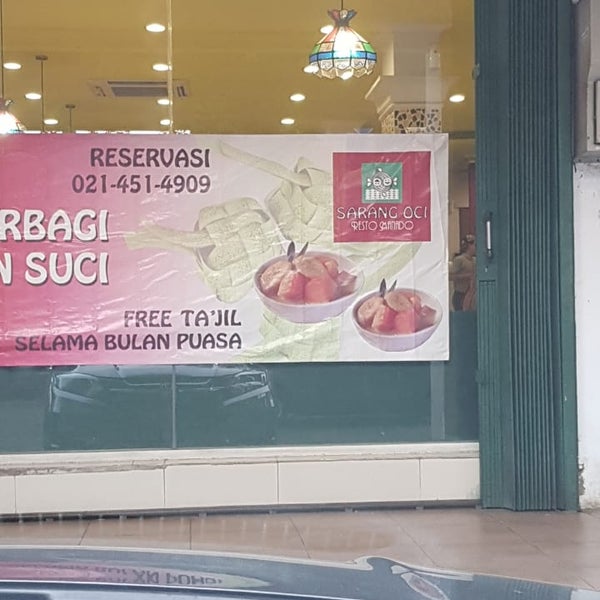 RESERVASI
021-451-4909
SARANG OCI
RESTO MANADO
RBAGI
N SUCI
FREE TA'JIL
SELAMA BULAN PUASA